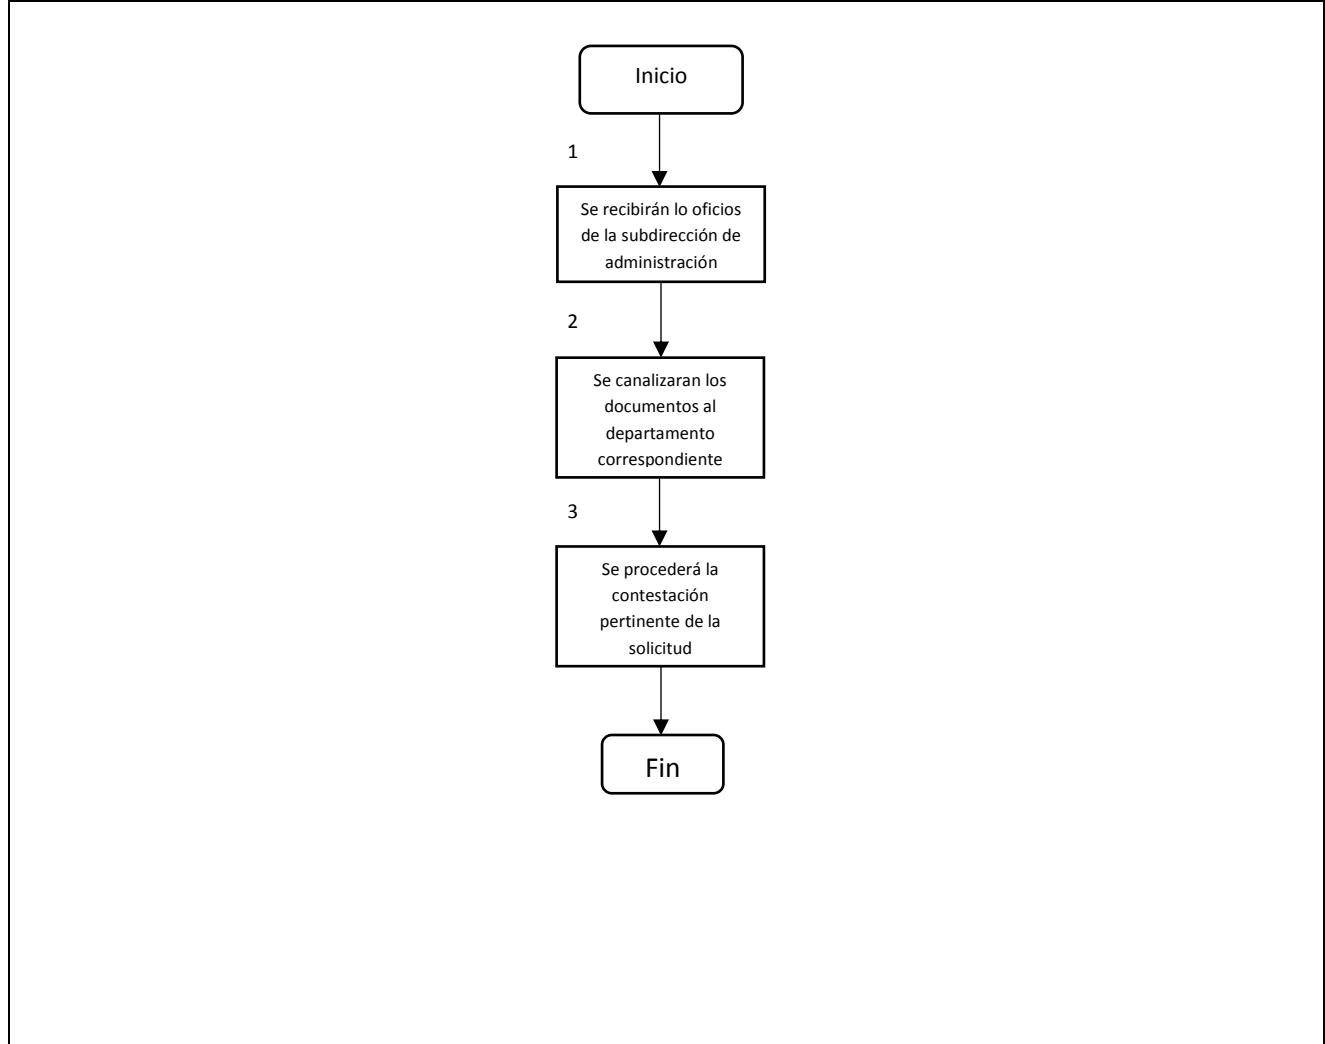 Inicio
1
Se recibirán lo oficios
de la subdirección de
administración
2
Se canalizaran los
documentos al
departamento
correspondiente
3
Se procederá la
contestación
pertinente de la
solicitud
Fin